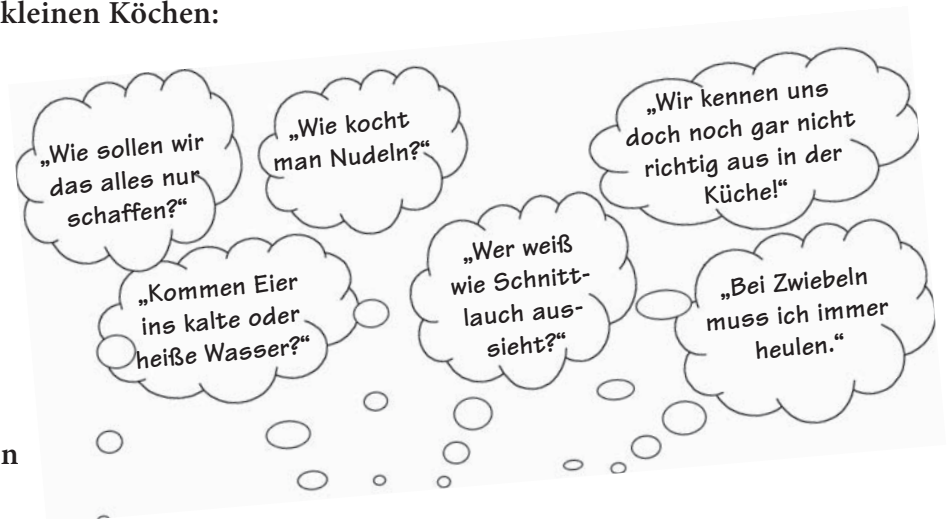 kleinen Köchen:
„Wie sollen wir
das alles nur
schaffen?“
„Wie kocht
man Nudeln?“
„Wir kennen uns
doch noch gar nicht
richtig aus in der
Küche!“
„Kommen Eier
ins kalte oder
heiße Wasser?“
„Wer weiß
wie Schnitt-
lauch aus-
sieht?“
„Bei Zwiebeln
muss ich immer
heulen.“
n